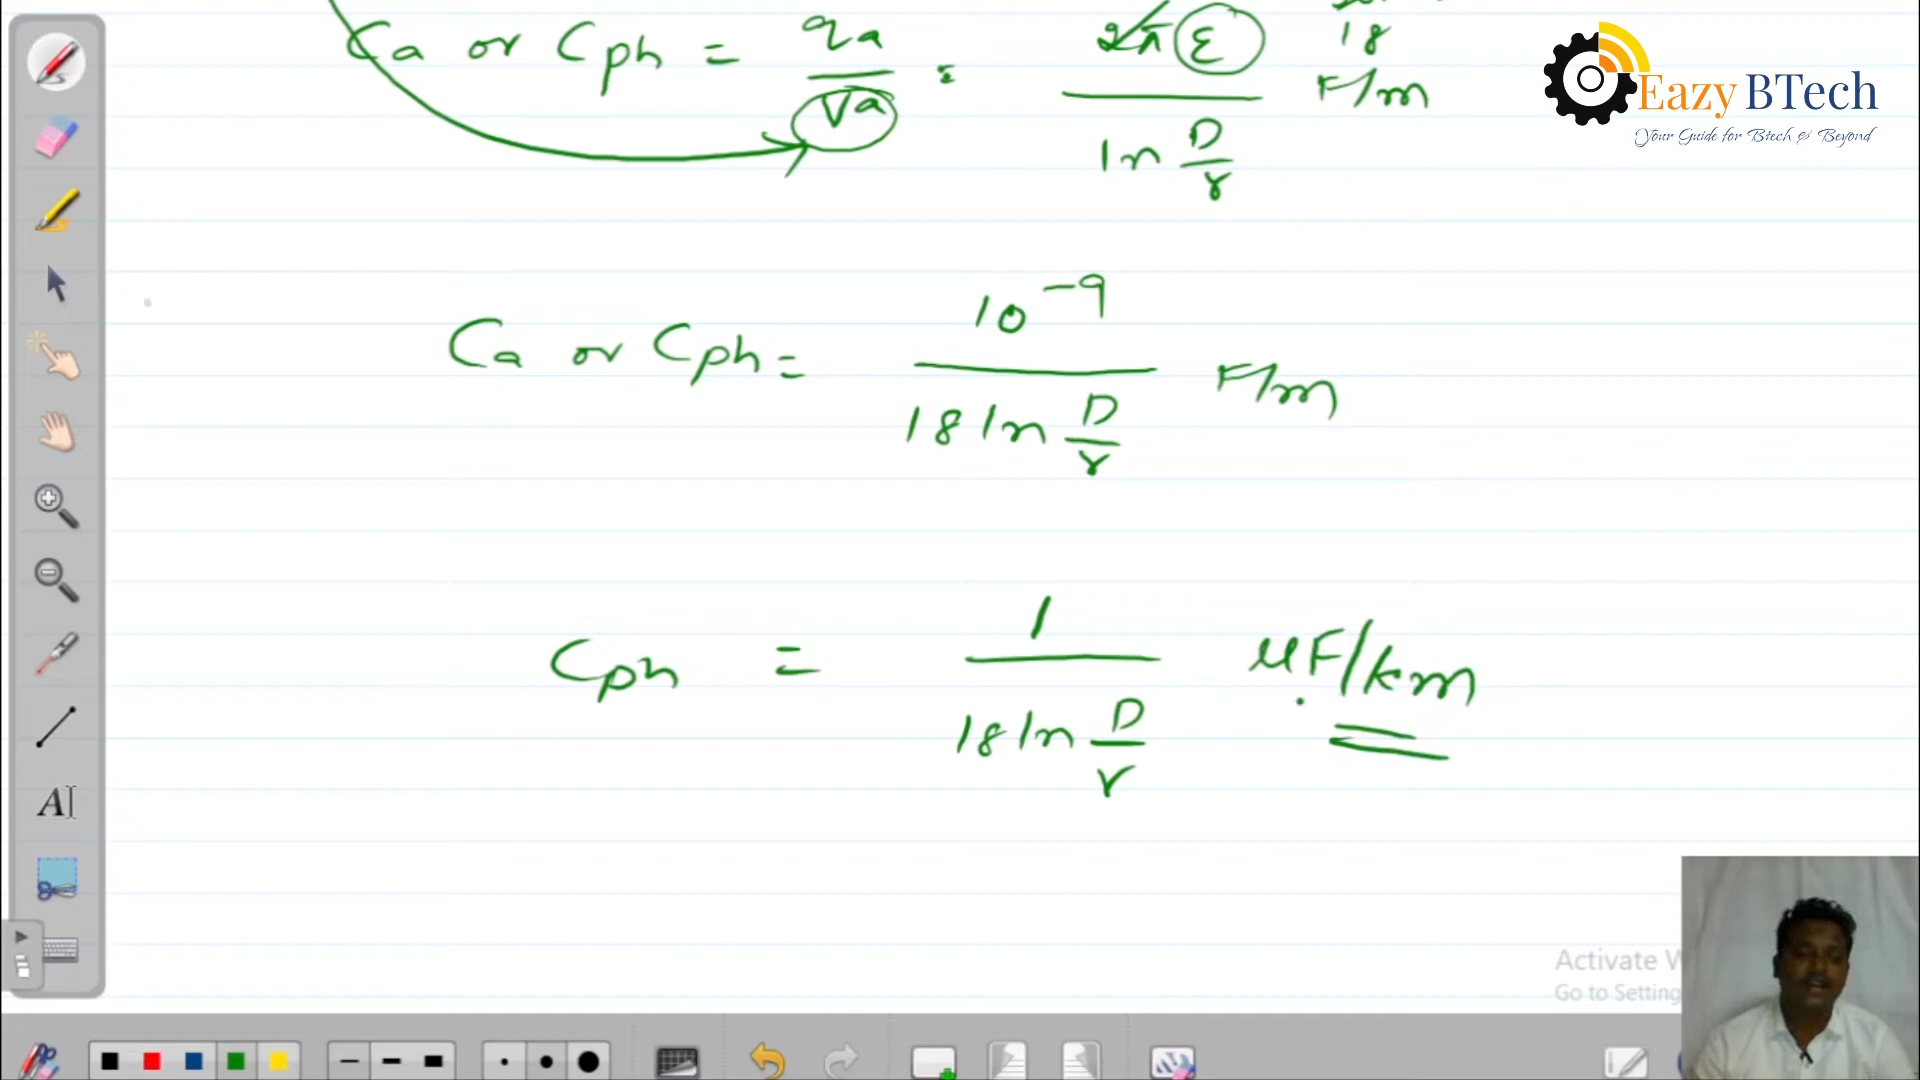 Ca or Cph = qa / Va = 2πε / ln D/r F/m
18
Eazy BTech
Your Guide for Btech & Beyond
Ca or Cph = 10^-9 / 18 ln D/r F/m
Cph = 1 / 18 ln D/r μF/km
Activate W
Go to Setting
AI